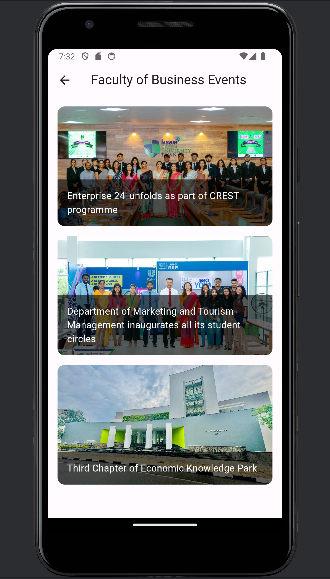 7:32
Faculty of Business Events
Enterprise 24 unfolds as part of CREST
programme
Department of Marketing and Tourism
Management inaugurates all its student
circles
Third Chapter of Economic Knowledge Park